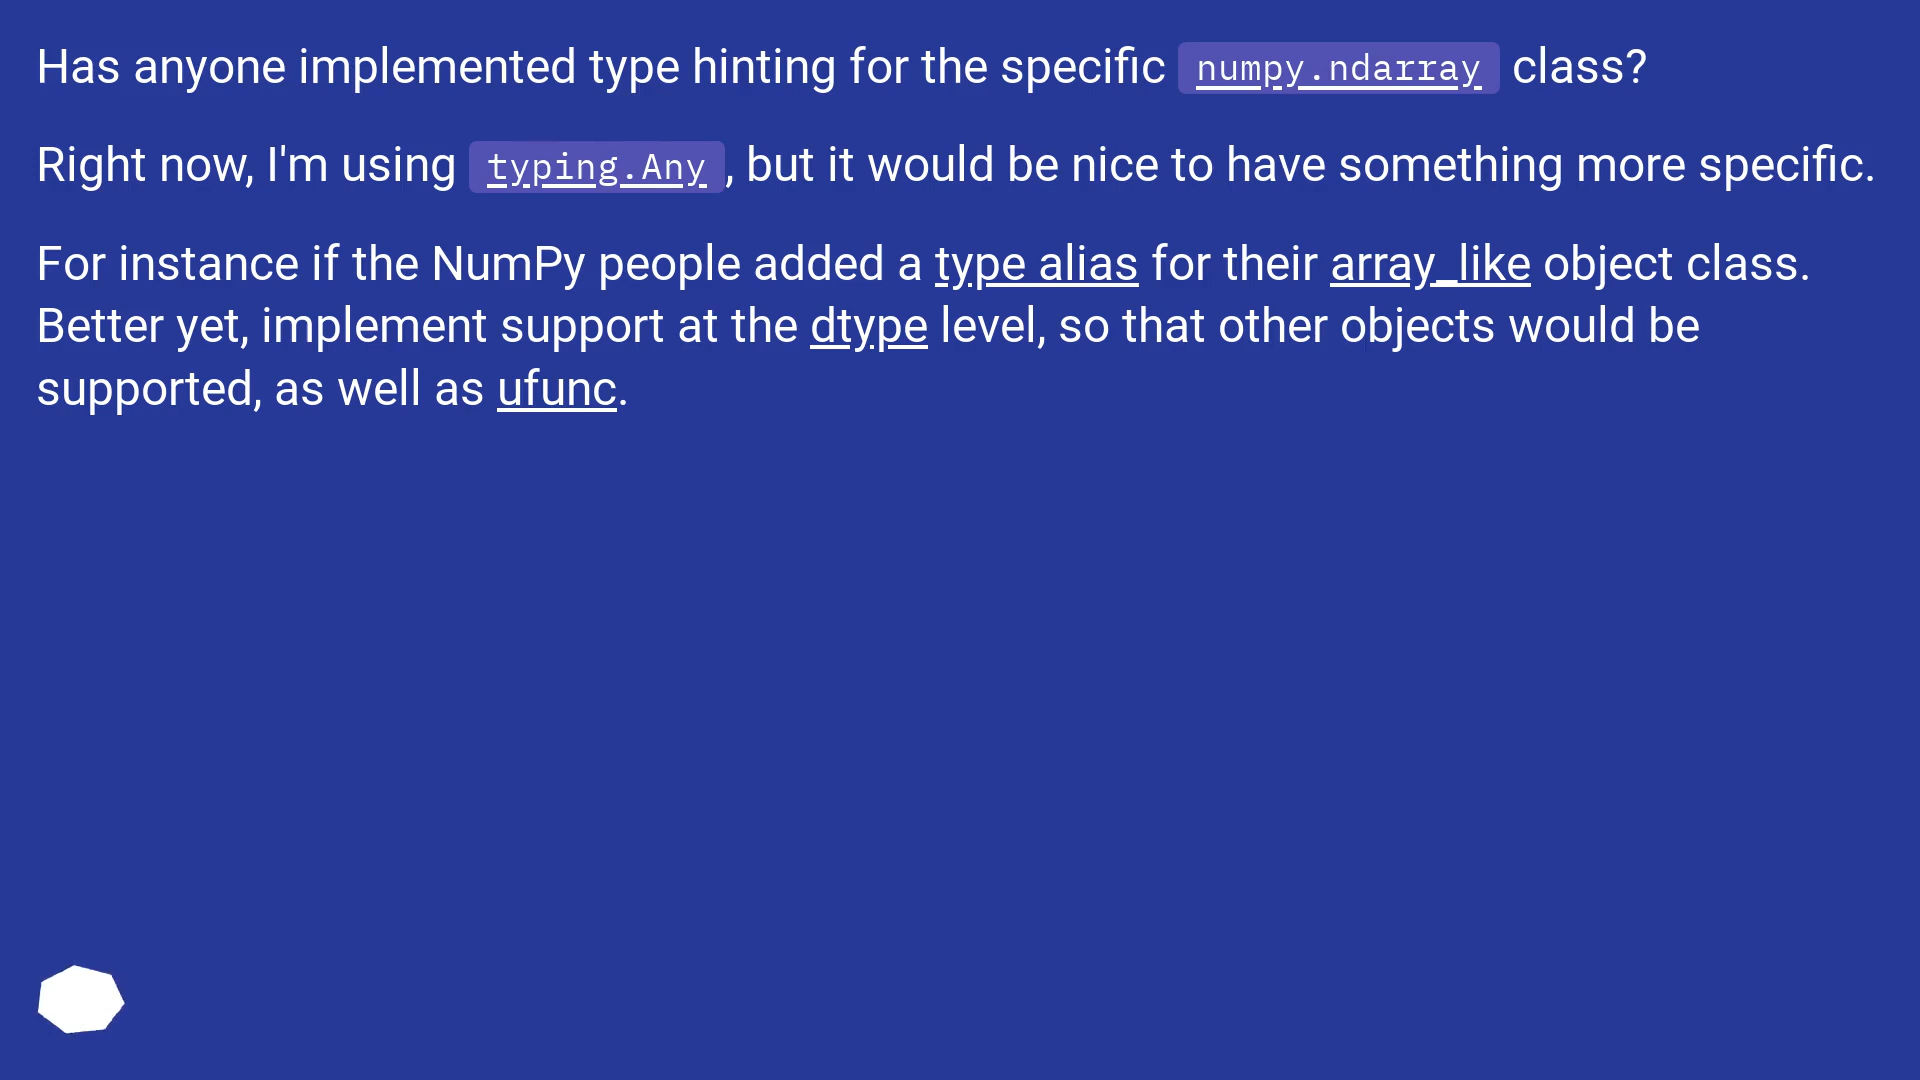 Has anyone implemented type hinting for the specific numpy.ndarray class?
Right now, I'm using typing.Any, but it would be nice to have something more specific.
For instance if the NumPy people added a type alias for their array_like object class.
Better yet, implement support at the dtype level, so that other objects would be
supported, as well as ufunc.